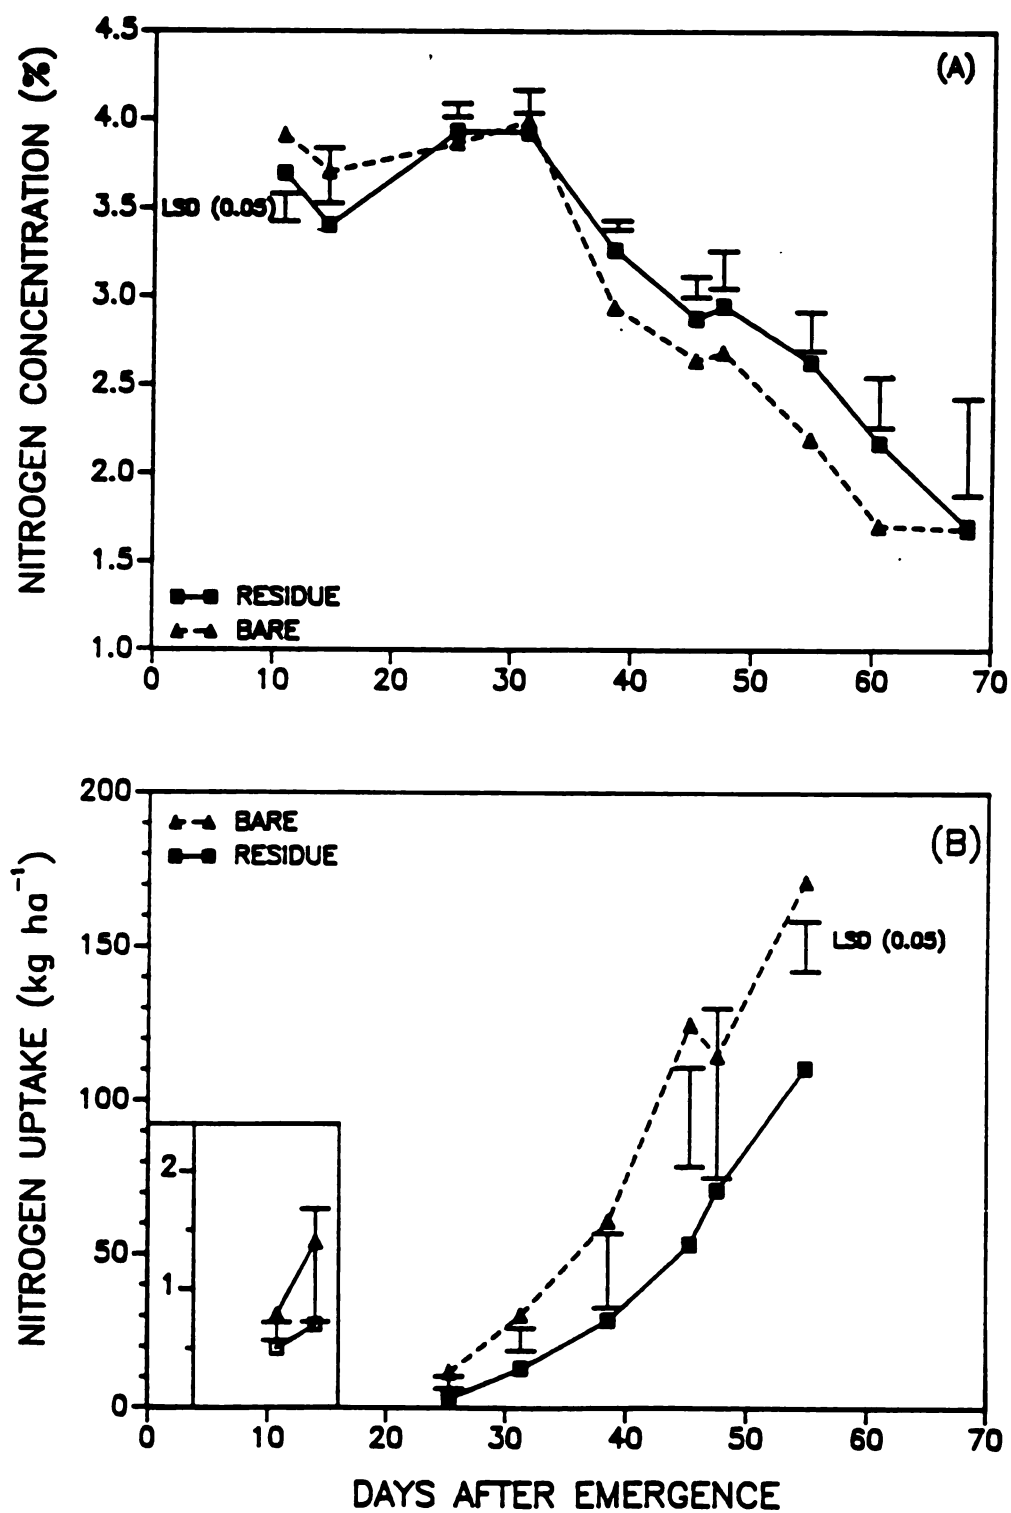 (A)
NITROGEN CONCENTRATION (%)
4.5
4.0
3.5
3.0
2.5
2.0
1.5
1.0
LSD (0.05)
RESIDUE
BARE
0 10 20 30 40 50 60 70
(B)
NITROGEN UPTAKE (kg ha⁻¹)
200
150
100
50
0
BARE
RESIDUE
LSD (0.05)
2
1
0 10 20 30 40 50 60 70
DAYS AFTER EMERGENCE